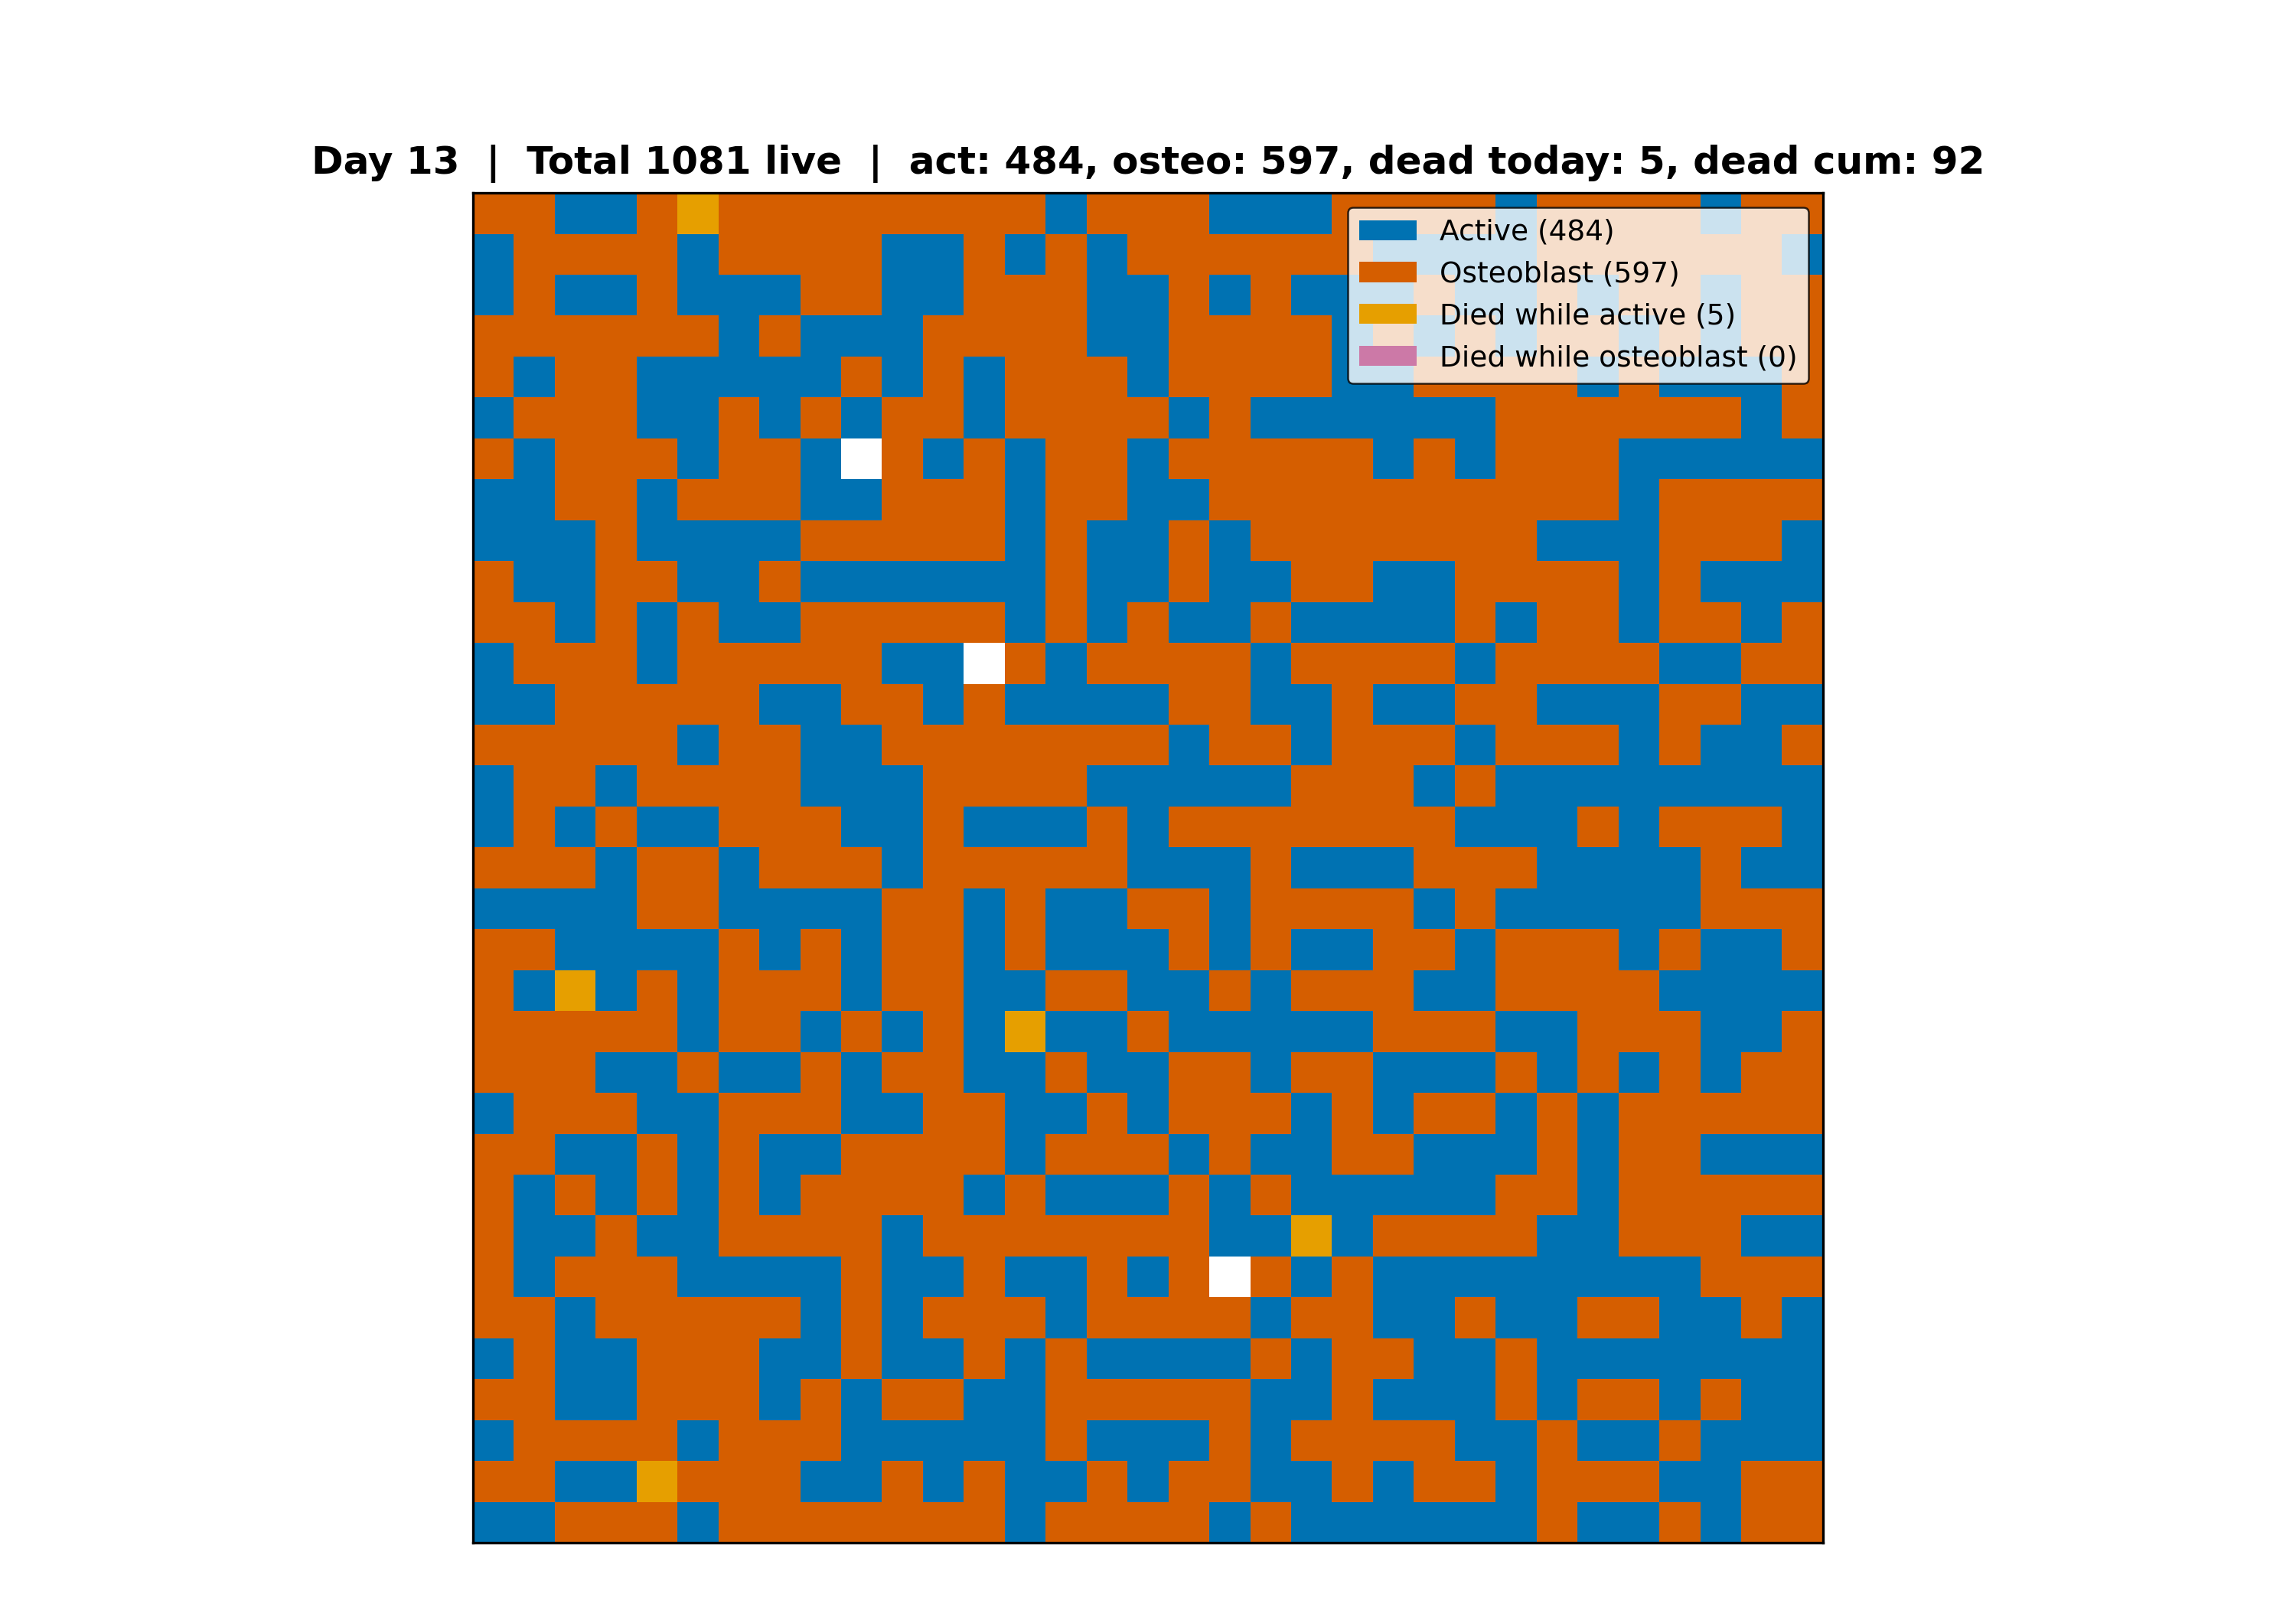 Day 13 | Total 1081 live | act: 484, osteo: 597, dead today: 5, dead cum: 92
Active (484)
Osteoblast (597)
Died while active (5)
Died while osteoblast (0)